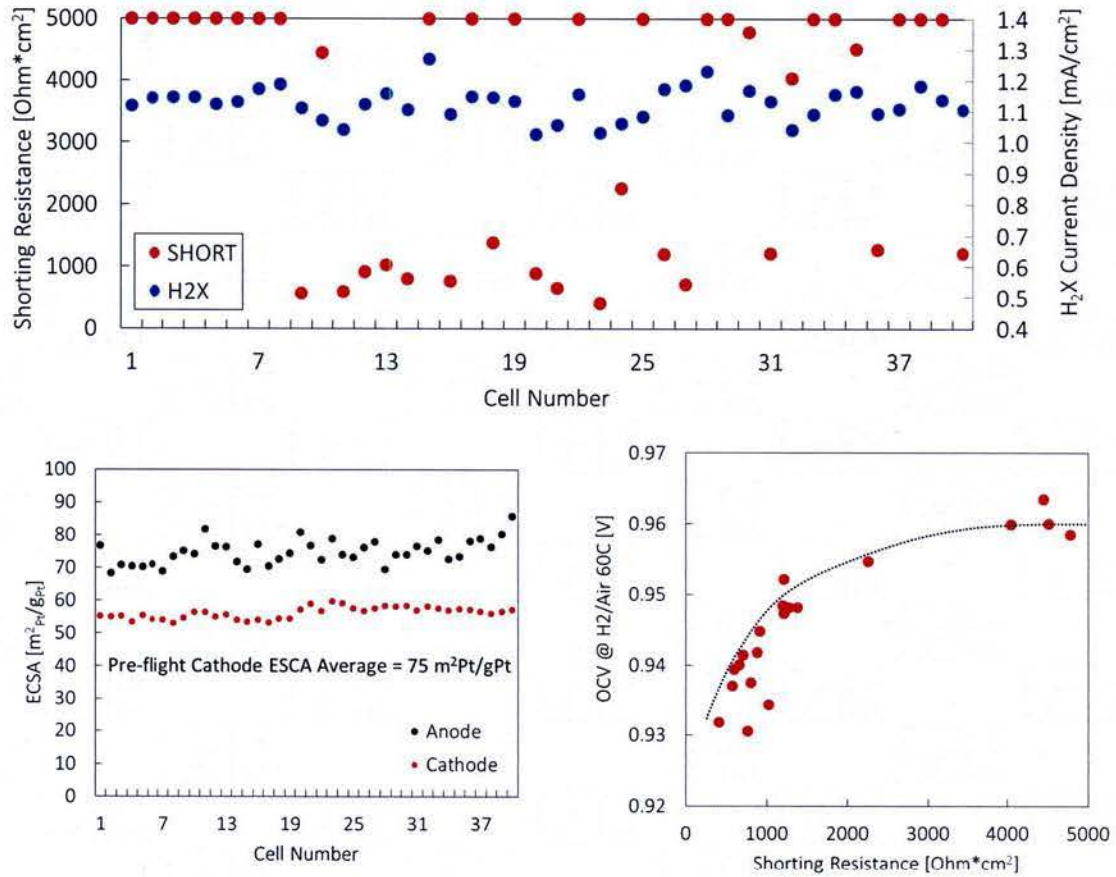 5000
4000
3000
2000
1000
0
Shorting Resistance [Ohm*cm²]
SHORT
H2X
1.4
1.3
1.2
1.1
1.0
0.9
0.8
0.7
0.6
0.5
0.4
H₂X Current Density [mA/cm²]
1 7 13 19 25 31 37
Cell Number
100
90
80
70
60
50
40
30
20
10
0
ECSA [m²Pt/gPt]
Pre-flight Cathode ESCA Average = 75 m²Pt/gPt
Anode
Cathode
1 7 13 19 25 31 37
Cell Number
0.97
0.96
0.95
0.94
0.93
0.92
OCV @ H2/Air 60C [V]
0 1000 2000 3000 4000 5000
Shorting Resistance [Ohm*cm²]